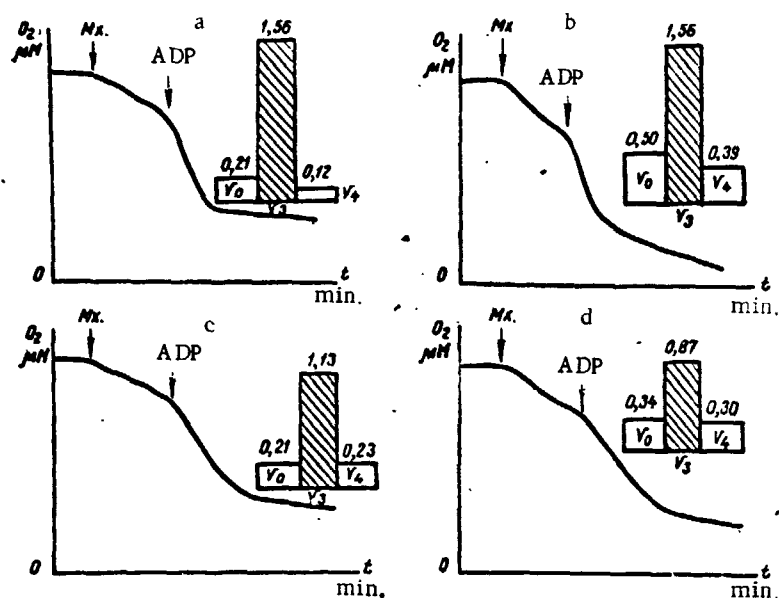 a
O₂
μM
Mx.
ADP
1,56
0,21
V₀
V₃
0,12
V₄
0
t
min.
b
O₂
μM
Mx
ADP
1,56
0,50
V₀
V₃
0,39
V₄
0
t
min.
c
O₂
μM
Mx.
ADP
1,13
0,21
V₀
V₃
0,23
V₄
0
t
min.
d
O₂
μM
Mx.
ADP
0,87
0,34
V₀
V₃
0,30
V₄
0
t
min.